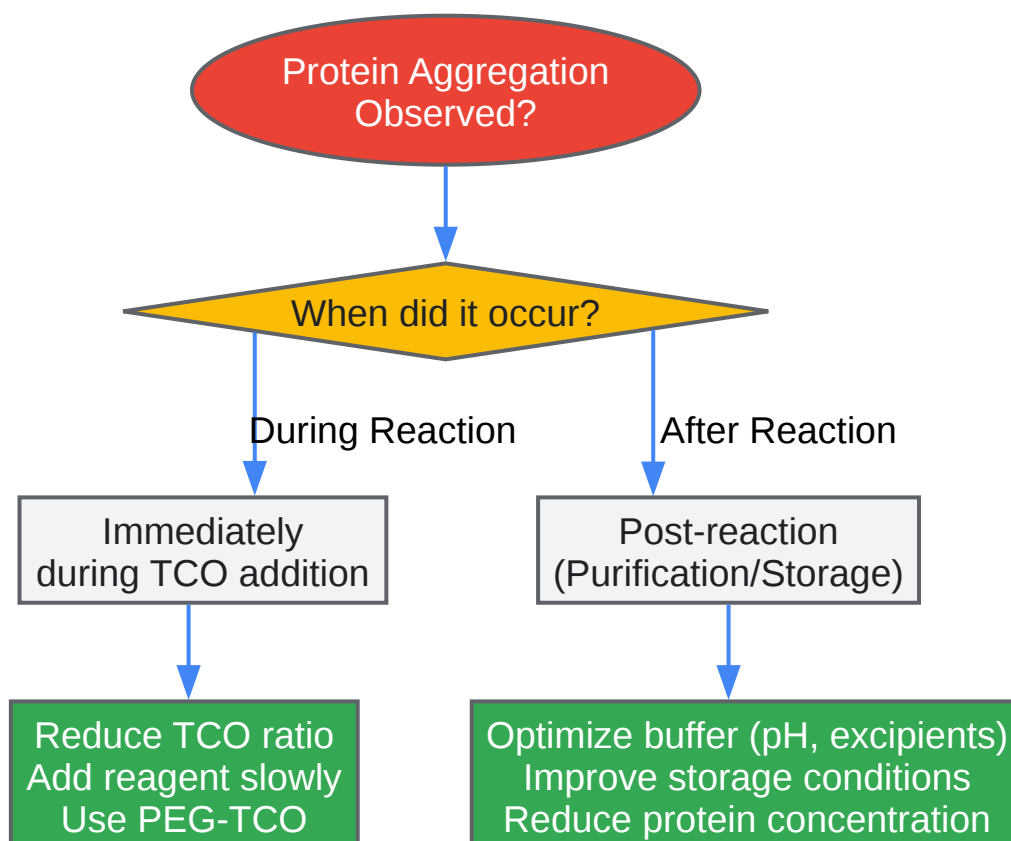 Protein Aggregation
Observed?
When did it occur?
During Reaction
After Reaction
Immediately
during TCO addition
Post-reaction
(Purification/Storage)
Reduce TCO ratio
Add reagent slowly
Use PEG-TCO
Optimize buffer (pH, excipients)
Improve storage conditions
Reduce protein concentration